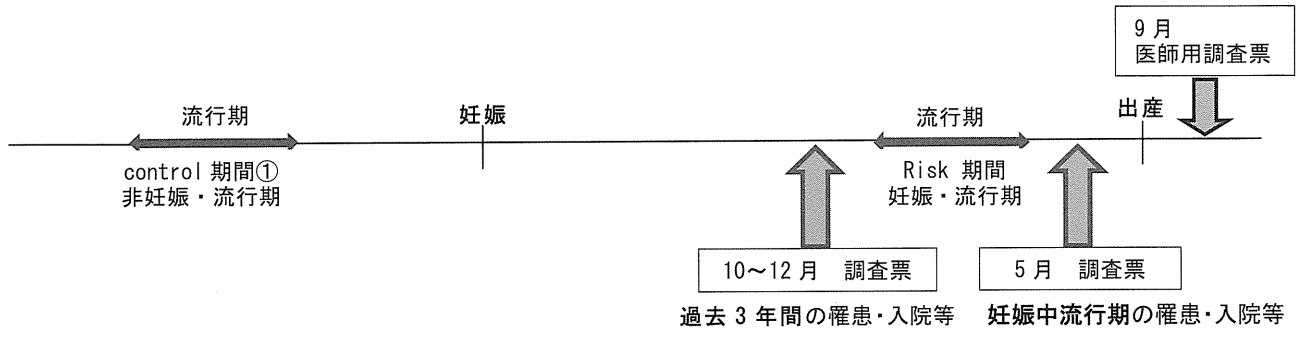 9月
医師用調査票
流行期
妊娠
流行期
出産
control 期間①
非妊娠・流行期
Risk 期間
妊娠・流行期
10～12月 調査票
5月 調査票
過去3年間の罹患・入院等
妊娠中流行期の罹患・入院等